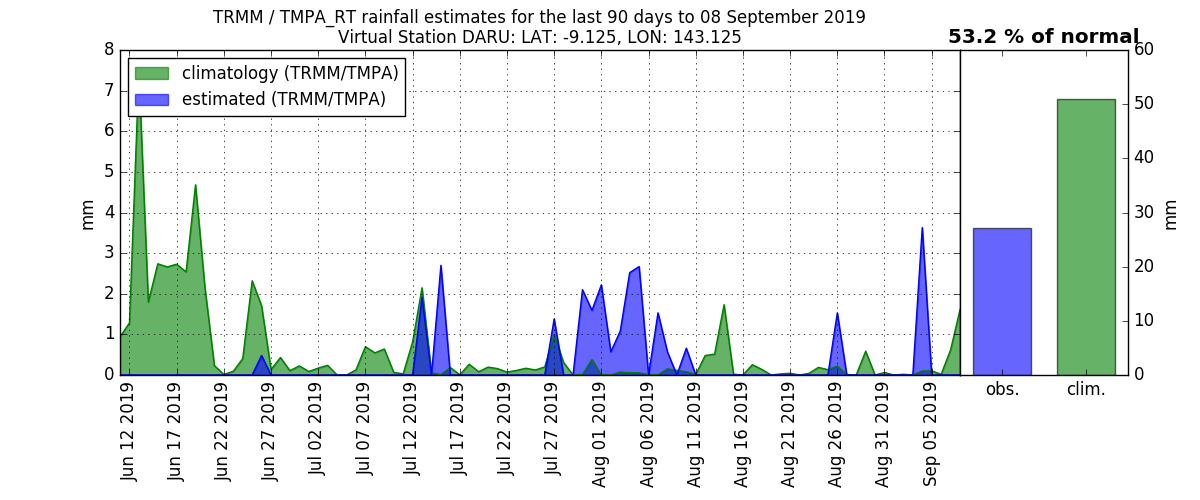 TRMM / TMPA_RT rainfall estimates for the last 90 days to 08 September 2019
Virtual Station DARU: LAT: -9.125, LON: 143.125
53.2 % of normal
climatology (TRMM/TMPA)
estimated (TRMM/TMPA)
8
7
6
5
4
3
2
1
0
mm
Jun 12 2019
Jun 17 2019
Jun 22 2019
Jun 27 2019
Jul 02 2019
Jul 07 2019
Jul 12 2019
Jul 17 2019
Jul 22 2019
Jul 27 2019
Aug 01 2019
Aug 06 2019
Aug 11 2019
Aug 16 2019
Aug 21 2019
Aug 26 2019
Aug 31 2019
Sep 05 2019
60
50
40
30
20
10
0
mm
obs.
clim.